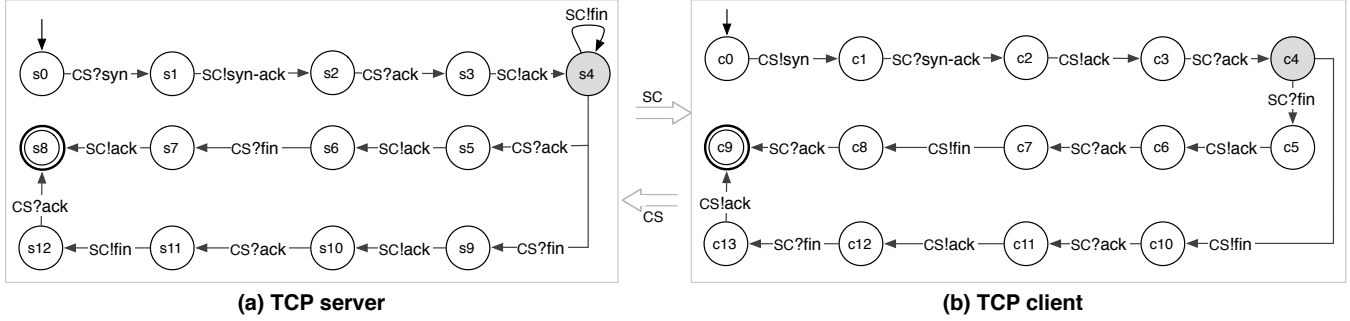 SC!fin
s0 CS?syn s1 SC!syn-ack s2 CS?ack s3 SC!ack s4
s8 SC!ack s7 CS?fin s6 SC!ack s5 CS?ack
CS?ack
s12 SC!fin s11 CS?ack s10 SC!ack s9 CS?fin
(a) TCP server
SC
CS
c0 CS!syn c1 SC?syn-ack c2 CS!ack c3 SC?ack c4
SC?fin
c9 SC?ack c8 CS!fin c7 SC?ack c6 CS!ack c5
CS!ack
c13 SC?fin c12 CS!ack c11 SC?ack c10 CS!fin
(b) TCP client